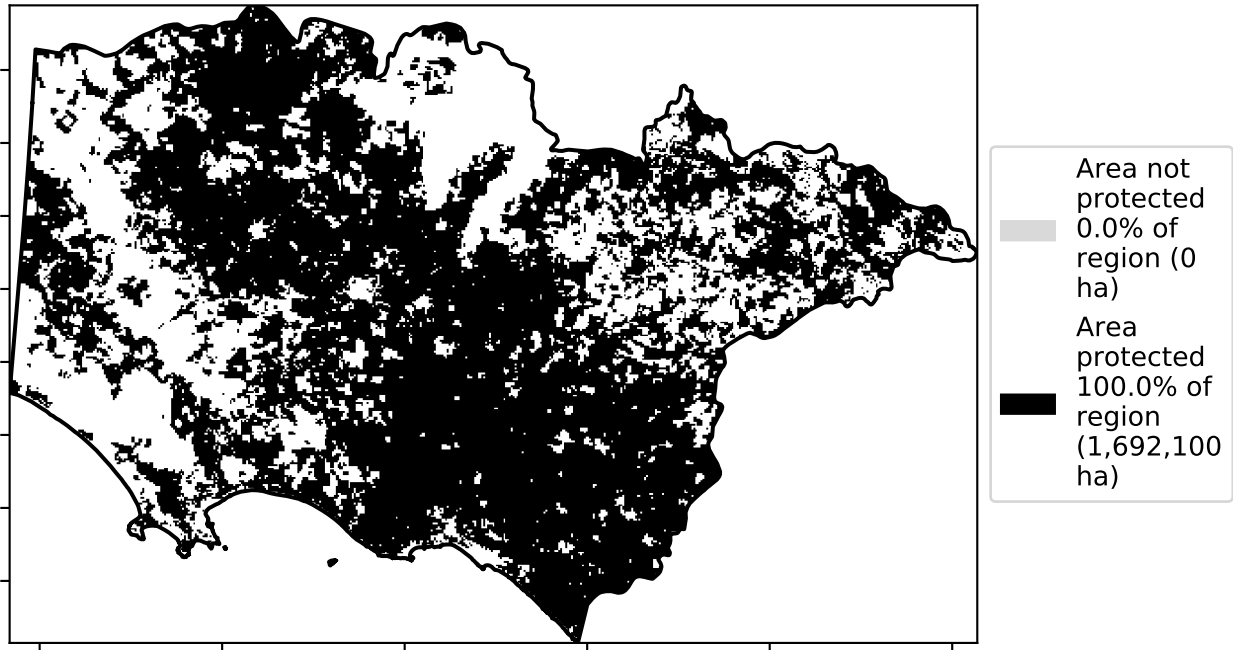 Area not
protected
0.0% of
region (0
ha)
Area
protected
100.0% of
region
(1,692,100
ha)